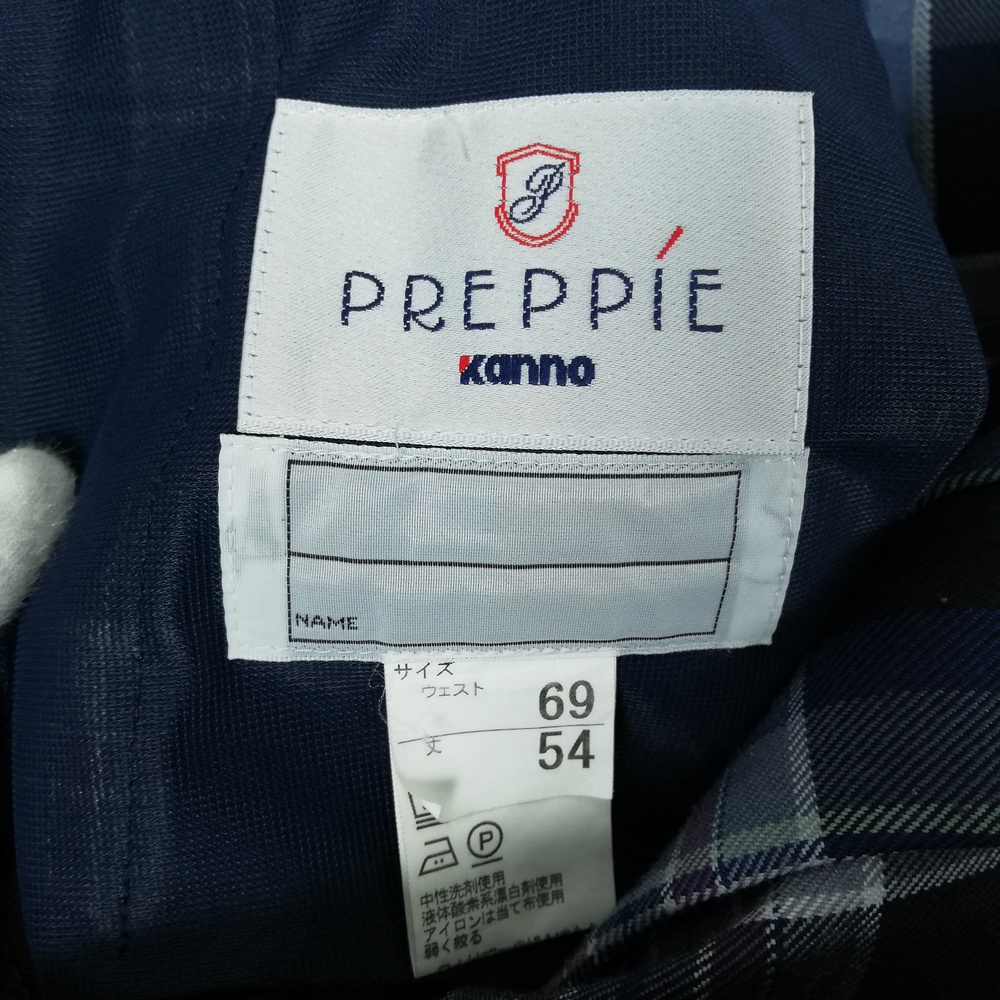 P
PREPPÍE
Kanno
NAME
サイズ
ウェスト 69
丈 54
P
中性洗剤使用
液体酸素系漂白剤使用
アイロンは当て布使用
弱く絞る